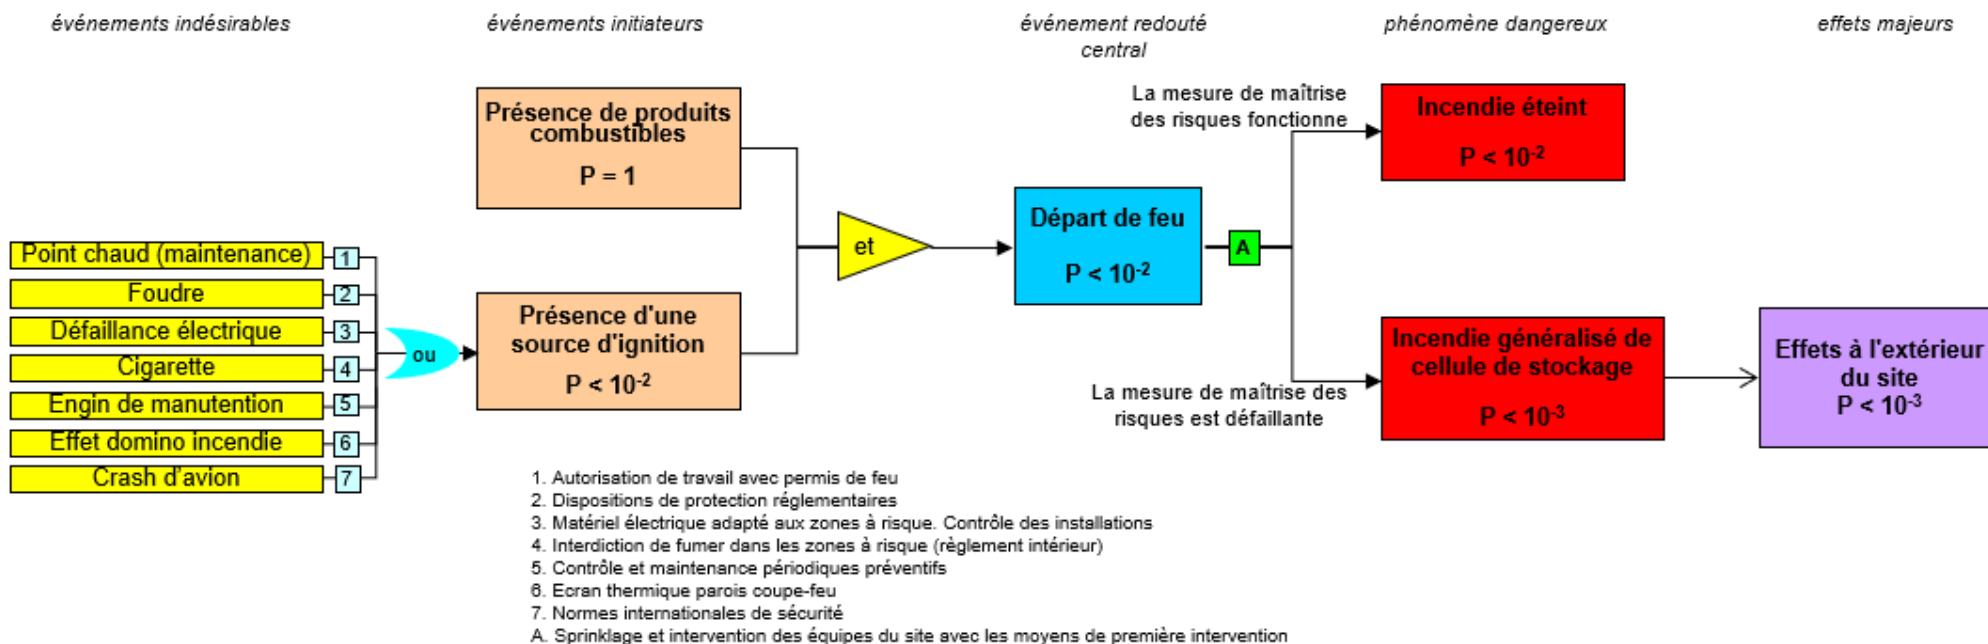 événements indésirables
événements initiateurs
événement redouté
central
phénomène dangereux
effets majeurs
Présence de produits
combustibles
P = 1
La mesure de maîtrise
des risques fonctionne
Incendie éteint
P < 10⁻²
Point chaud (maintenance)
1
Foudre
2
Défaillance électrique
3
Cigarette
4
Engin de manutention
5
Effet domino incendie
6
Crash d'avion
7
ou
Présence d'une
source d'ignition
P < 10⁻²
et
Départ de feu
P < 10⁻²
A
La mesure de maîtrise des
risques est défaillante
Incendie généralisé de
cellule de stockage
P < 10⁻³
Effets à l'extérieur
du site
P < 10⁻³
1. Autorisation de travail avec permis de feu
2. Dispositions de protection réglementaires
3. Matériel électrique adapté aux zones à risque. Contrôle des installations
4. Interdiction de fumer dans les zones à risque (règlement intérieur)
5. Contrôle et maintenance périodiques préventifs
6. Ecran thermique parois coupe-feu
7. Normes internationales de sécurité
A. Sprinklage et intervention des équipes du site avec les moyens de première intervention